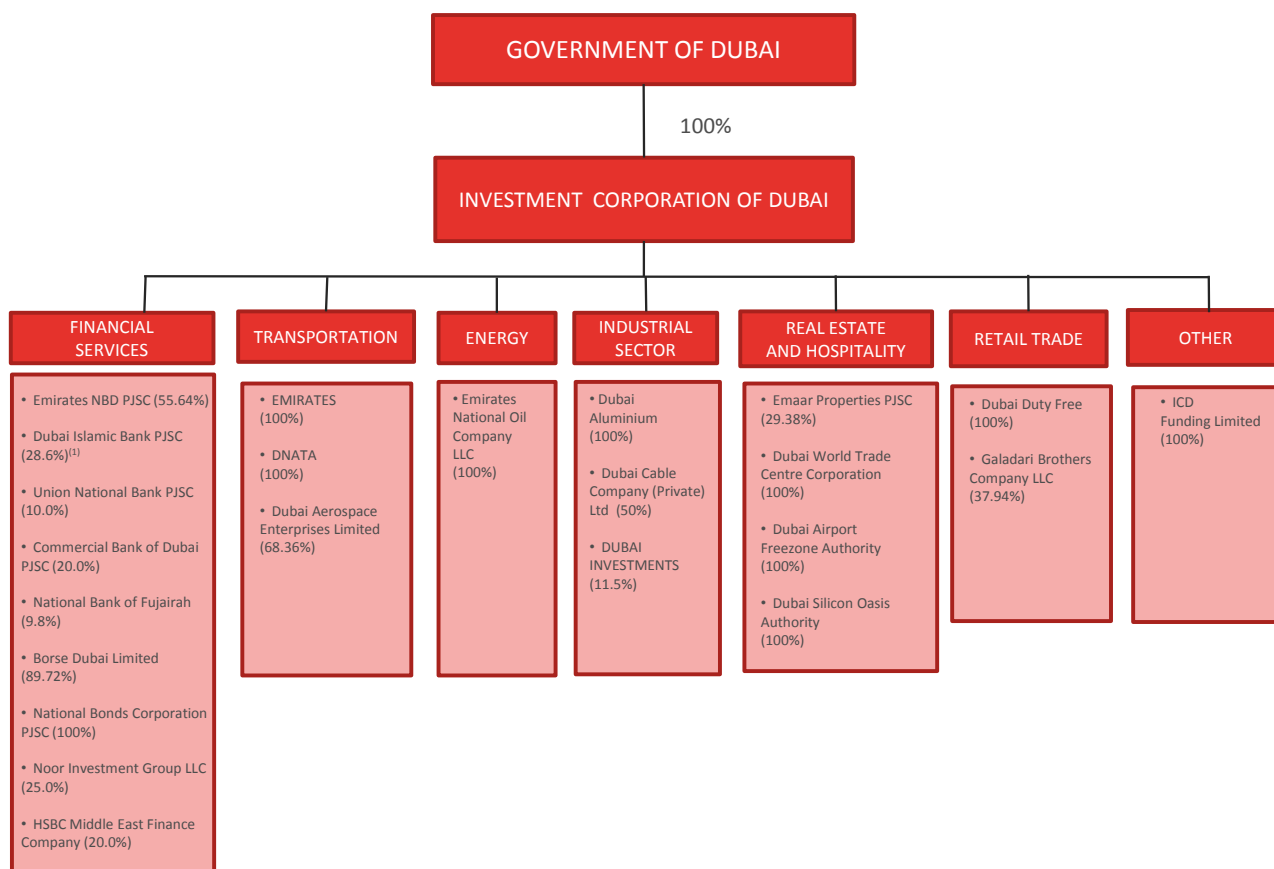 GOVERNMENT OF DUBAI
100%
INVESTMENT CORPORATION OF DUBAI
FINANCIAL
SERVICES
• Emirates NBD PJSC (55.64%)
• Dubai Islamic Bank PJSC
(28.6%)(1)
• Union National Bank PJSC
(10.0%)
• Commercial Bank of Dubai
PJSC (20.0%)
• National Bank of Fujairah
(9.8%)
• Borse Dubai Limited
(89.72%)
• National Bonds Corporation
PJSC (100%)
• Noor Investment Group LLC
(25.0%)
• HSBC Middle East Finance
Company (20.0%)
TRANSPORTATION
• EMIRATES
(100%)
• DNATA
(100%)
• Dubai Aerospace
Enterprises Limited
(68.36%)
ENERGY
• Emirates
National Oil
Company
LLC
(100%)
INDUSTRIAL
SECTOR
• Dubai
Aluminium
(100%)
• Dubai Cable
Company (Private)
Ltd (50%)
• DUBAI
INVESTMENTS
(11.5%)
REAL ESTATE
AND HOSPITALITY
• Emaar Properties PJSC
(29.38%)
• Dubai World Trade
Centre Corporation
(100%)
• Dubai Airport
Freezone Authority
(100%)
• Dubai Silicon Oasis
Authority
(100%)
RETAIL TRADE
• Dubai Duty Free
(100%)
• Galadari Brothers
Company LLC
(37.94%)
OTHER
• ICD
Funding Limited
(100%)